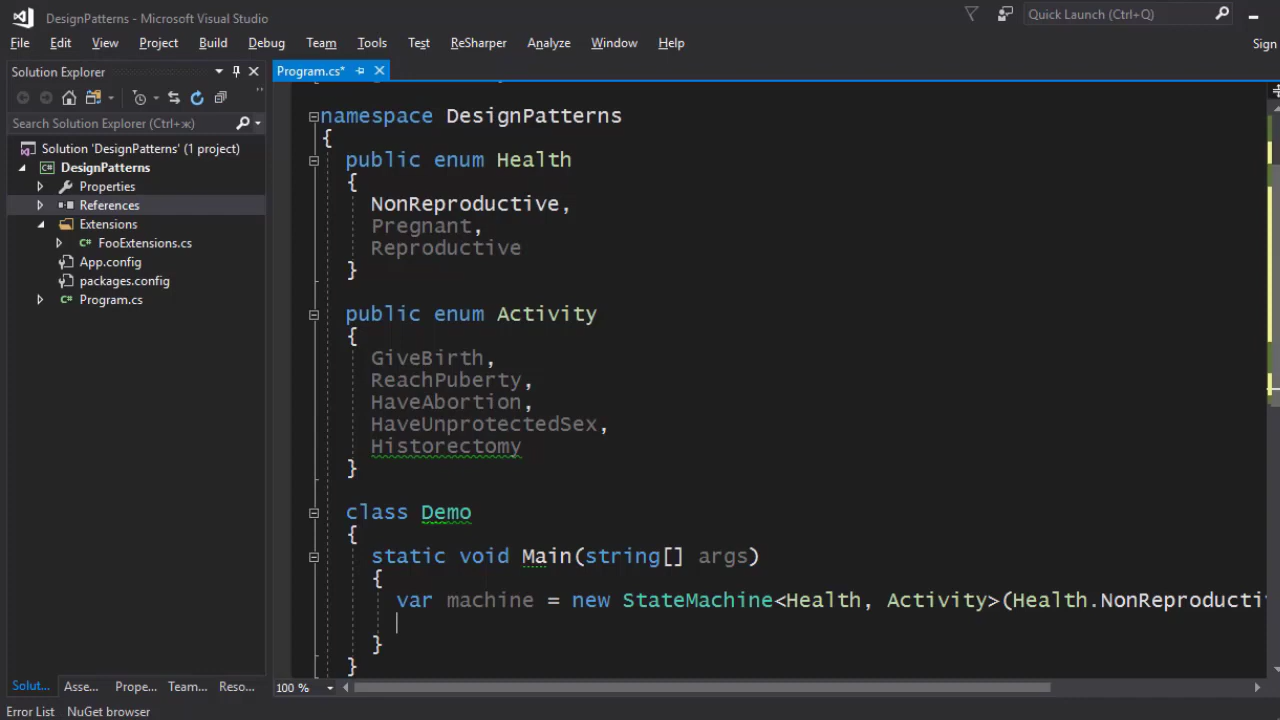 DesignPatterns - Microsoft Visual Studio
Quick Launch (Ctrl+Q)
File Edit View Project Build Debug Team Tools Test ReSharper Analyze Window Help
Sign
Solution Explorer
Program.cs*
Search Solution Explorer (Ctrl+ж)
Solution 'DesignPatterns' (1 project)
DesignPatterns
Properties
References
Extensions
FooExtensions.cs
App.config
packages.config
Program.cs
namespace DesignPatterns
{
public enum Health
{
NonReproductive,
Pregnant,
Reproductive
}
public enum Activity
{
GiveBirth,
ReachPuberty,
HaveAbortion,
HaveUnprotectedSex,
Historectomy
}
class Demo
{
static void Main(string[] args)
{
var machine = new StateMachine<Health, Activity>(Health.NonReproducti
}
}
Solut... Asse... Prope... Team... Reso...
100 %
Error List NuGet browser